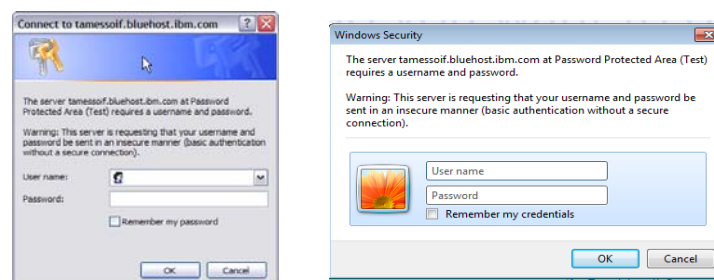 Connect to tamessoif.bluehost.ibm.com
The server tamessoif.bluehost.ibm.com at Password
Protected Area (Test) requires a username and password.
Warning: This server is requesting that your username and
password be sent in an insecure manner (basic authentication
without a secure connection).
User name:
Password:
Remember my password
OK Cancel
Windows Security
The server tamessoif.bluehost.ibm.com at Password Protected Area (Test)
requires a username and password.
Warning: This server is requesting that your username and password be
sent in an insecure manner (basic authentication without a secure
connection).
User name
Password
Remember my credentials
OK Cancel